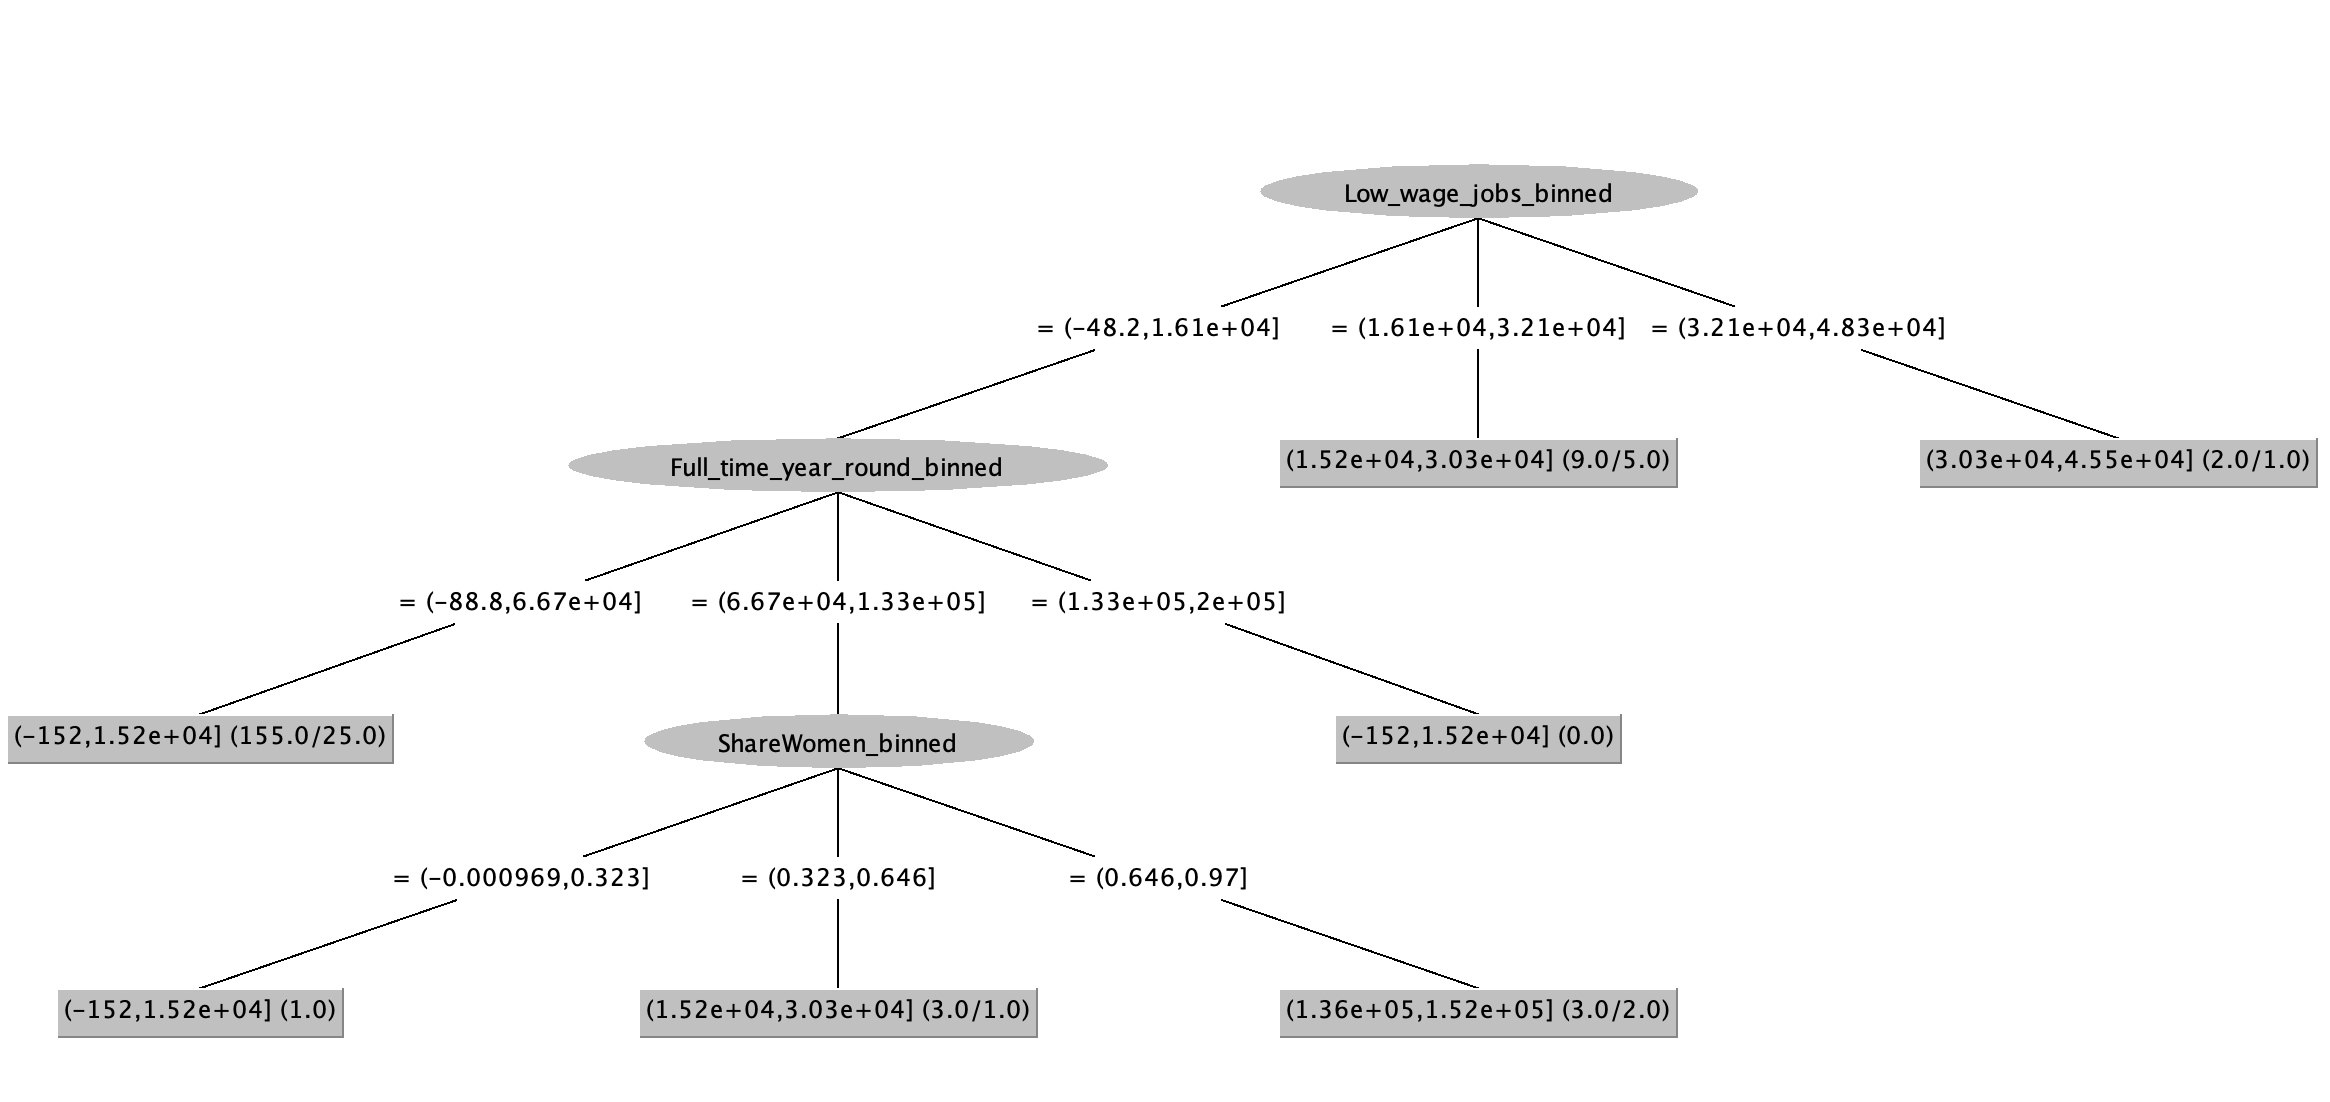 Low_wage_jobs_binned
= (-48.2,1.61e+04]
= (1.61e+04,3.21e+04]
= (3.21e+04,4.83e+04]
Full_time_year_round_binned
(1.52e+04,3.03e+04] (9.0/5.0)
(3.03e+04,4.55e+04] (2.0/1.0)
= (-88.8,6.67e+04]
= (6.67e+04,1.33e+05]
= (1.33e+05,2e+05]
(-152,1.52e+04] (155.0/25.0)
ShareWomen_binned
(-152,1.52e+04] (0.0)
= (-0.000969,0.323]
= (0.323,0.646]
= (0.646,0.97]
(-152,1.52e+04] (1.0)
(1.52e+04,3.03e+04] (3.0/1.0)
(1.36e+05,1.52e+05] (3.0/2.0)